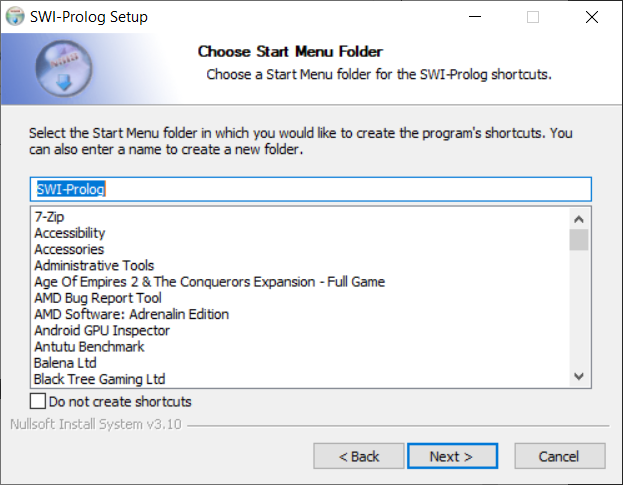 SWI-Prolog Setup
Choose Start Menu Folder
Choose a Start Menu folder for the SWI-Prolog shortcuts.
Select the Start Menu folder in which you would like to create the program's shortcuts. You
can also enter a name to create a new folder.
SWI-Prolog
7-Zip
Accessibility
Accessories
Administrative Tools
Age Of Empires 2 & The Conquerors Expansion - Full Game
AMD Bug Report Tool
AMD Software: Adrenalin Edition
Android GPU Inspector
Antutu Benchmark
Balena Ltd
Black Tree Gaming Ltd
Do not create shortcuts
Nullsoft Install System v3.10
< Back
Next >
Cancel